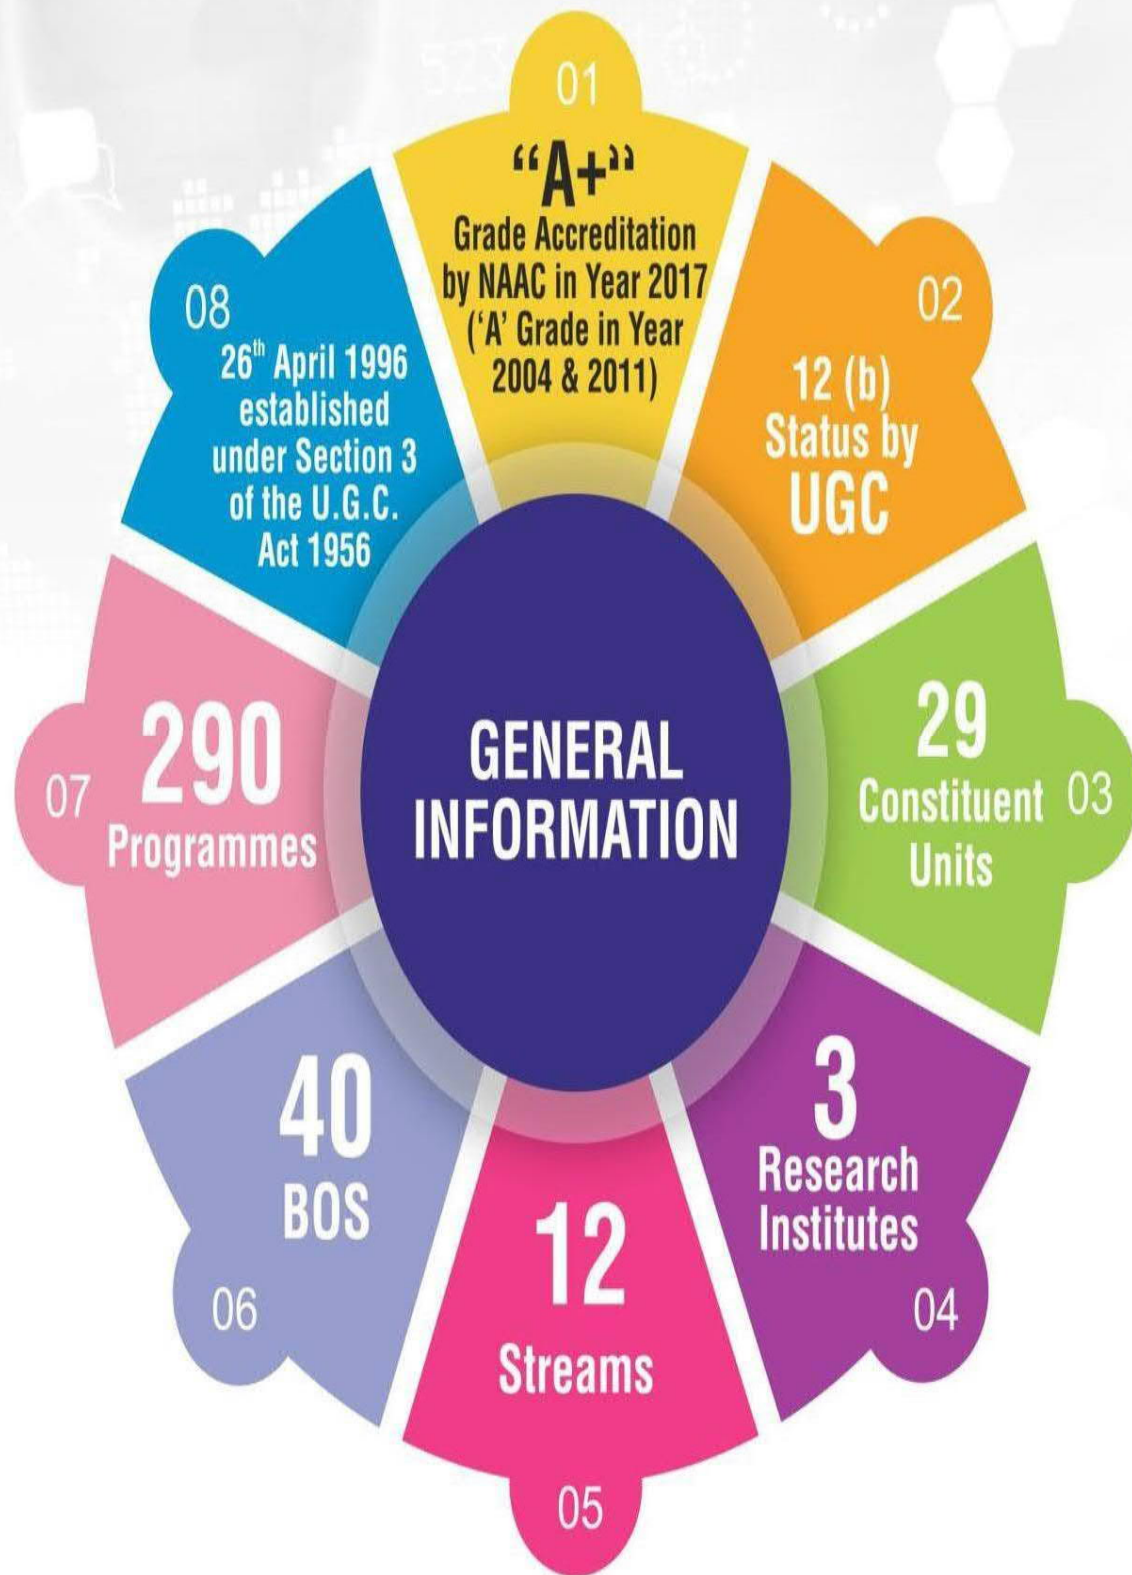 01
“A+”
Grade Accreditation
by NAAC in Year 2017
(‘A’ Grade in Year
2004 & 2011)
02
12 (b)
Status by
UGC
03
29
Constituent
Units
04
3
Research
Institutes
05
12
Streams
06
40
BOS
07
290
Programmes
08
26th April 1996
established
under Section 3
of the U.G.C.
Act 1956
GENERAL
INFORMATION
523